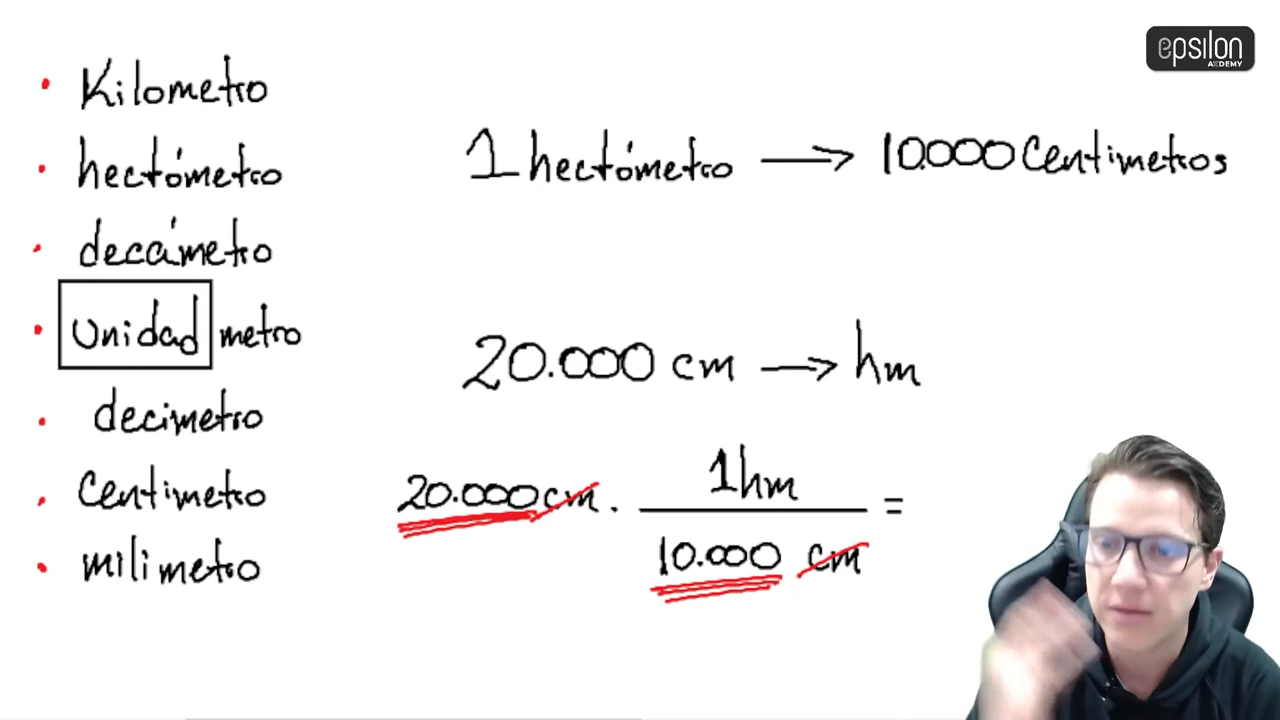 epsilon
AXDEMY
Kilometro
hectómetro
decámetro
Unidad metro
decimetro
Centimetro
milimetro
1 hectómetro → 10.000 Centimetros
20.000 cm → hm
20.000 cm . 1hm
10.000 cm
=